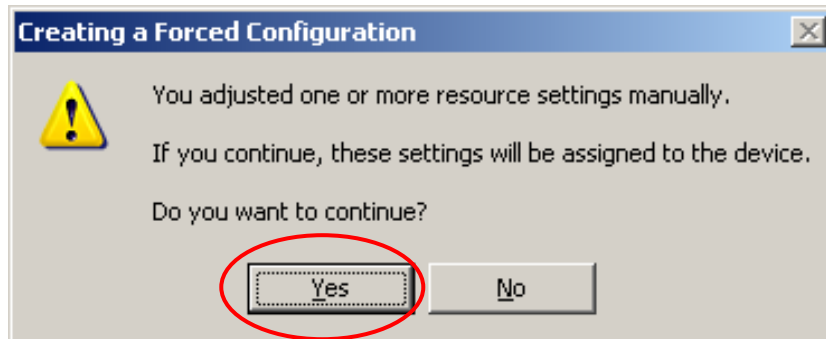 Creating a Forced Configuration
You adjusted one or more resource settings manually.
If you continue, these settings will be assigned to the device.
Do you want to continue?
Yes No